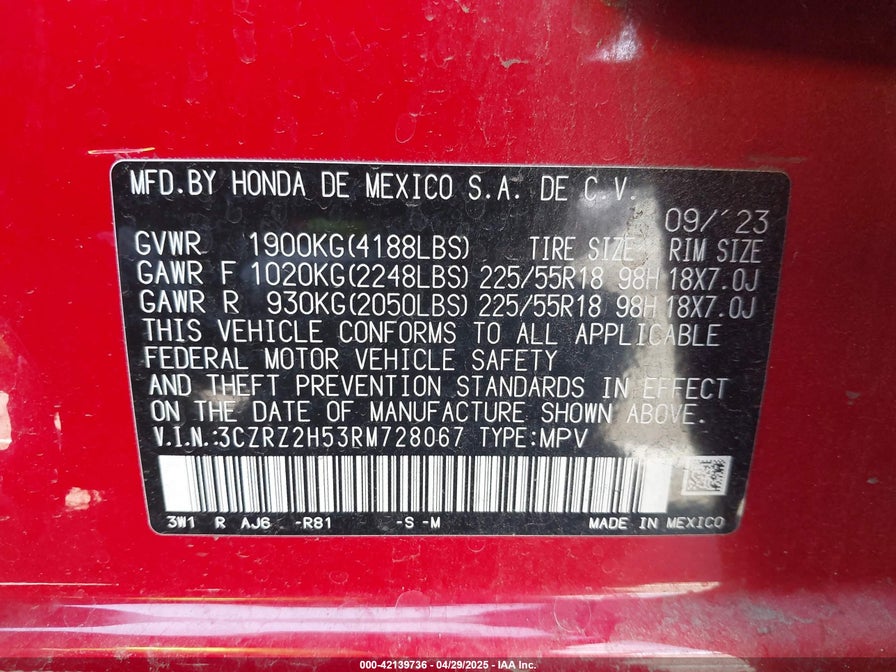 MFD.BY HONDA DE MEXICO S.A. DE C.V.
09/´23
GVWR 1900KG(4188LBS) TIRE SIZE RIM SIZE
GAWR F 1020KG(2248LBS) 225/55R18 98H 18X7.0J
GAWR R 930KG(2050LBS) 225/55R18 98H 18X7.0J
THIS VEHICLE CONFORMS TO ALL APPLICABLE
FEDERAL MOTOR VEHICLE SAFETY
AND THEFT PREVENTION STANDARDS IN EFFECT
ON THE DATE OF MANUFACTURE SHOWN ABOVE.
V.I.N.:3CZRZ2H53RM728067 TYPE:MPV
3W1 R AJ6 -R81 -S -M MADE IN MEXICO
000-42139736 - 04/29/2025 - IAA Inc.